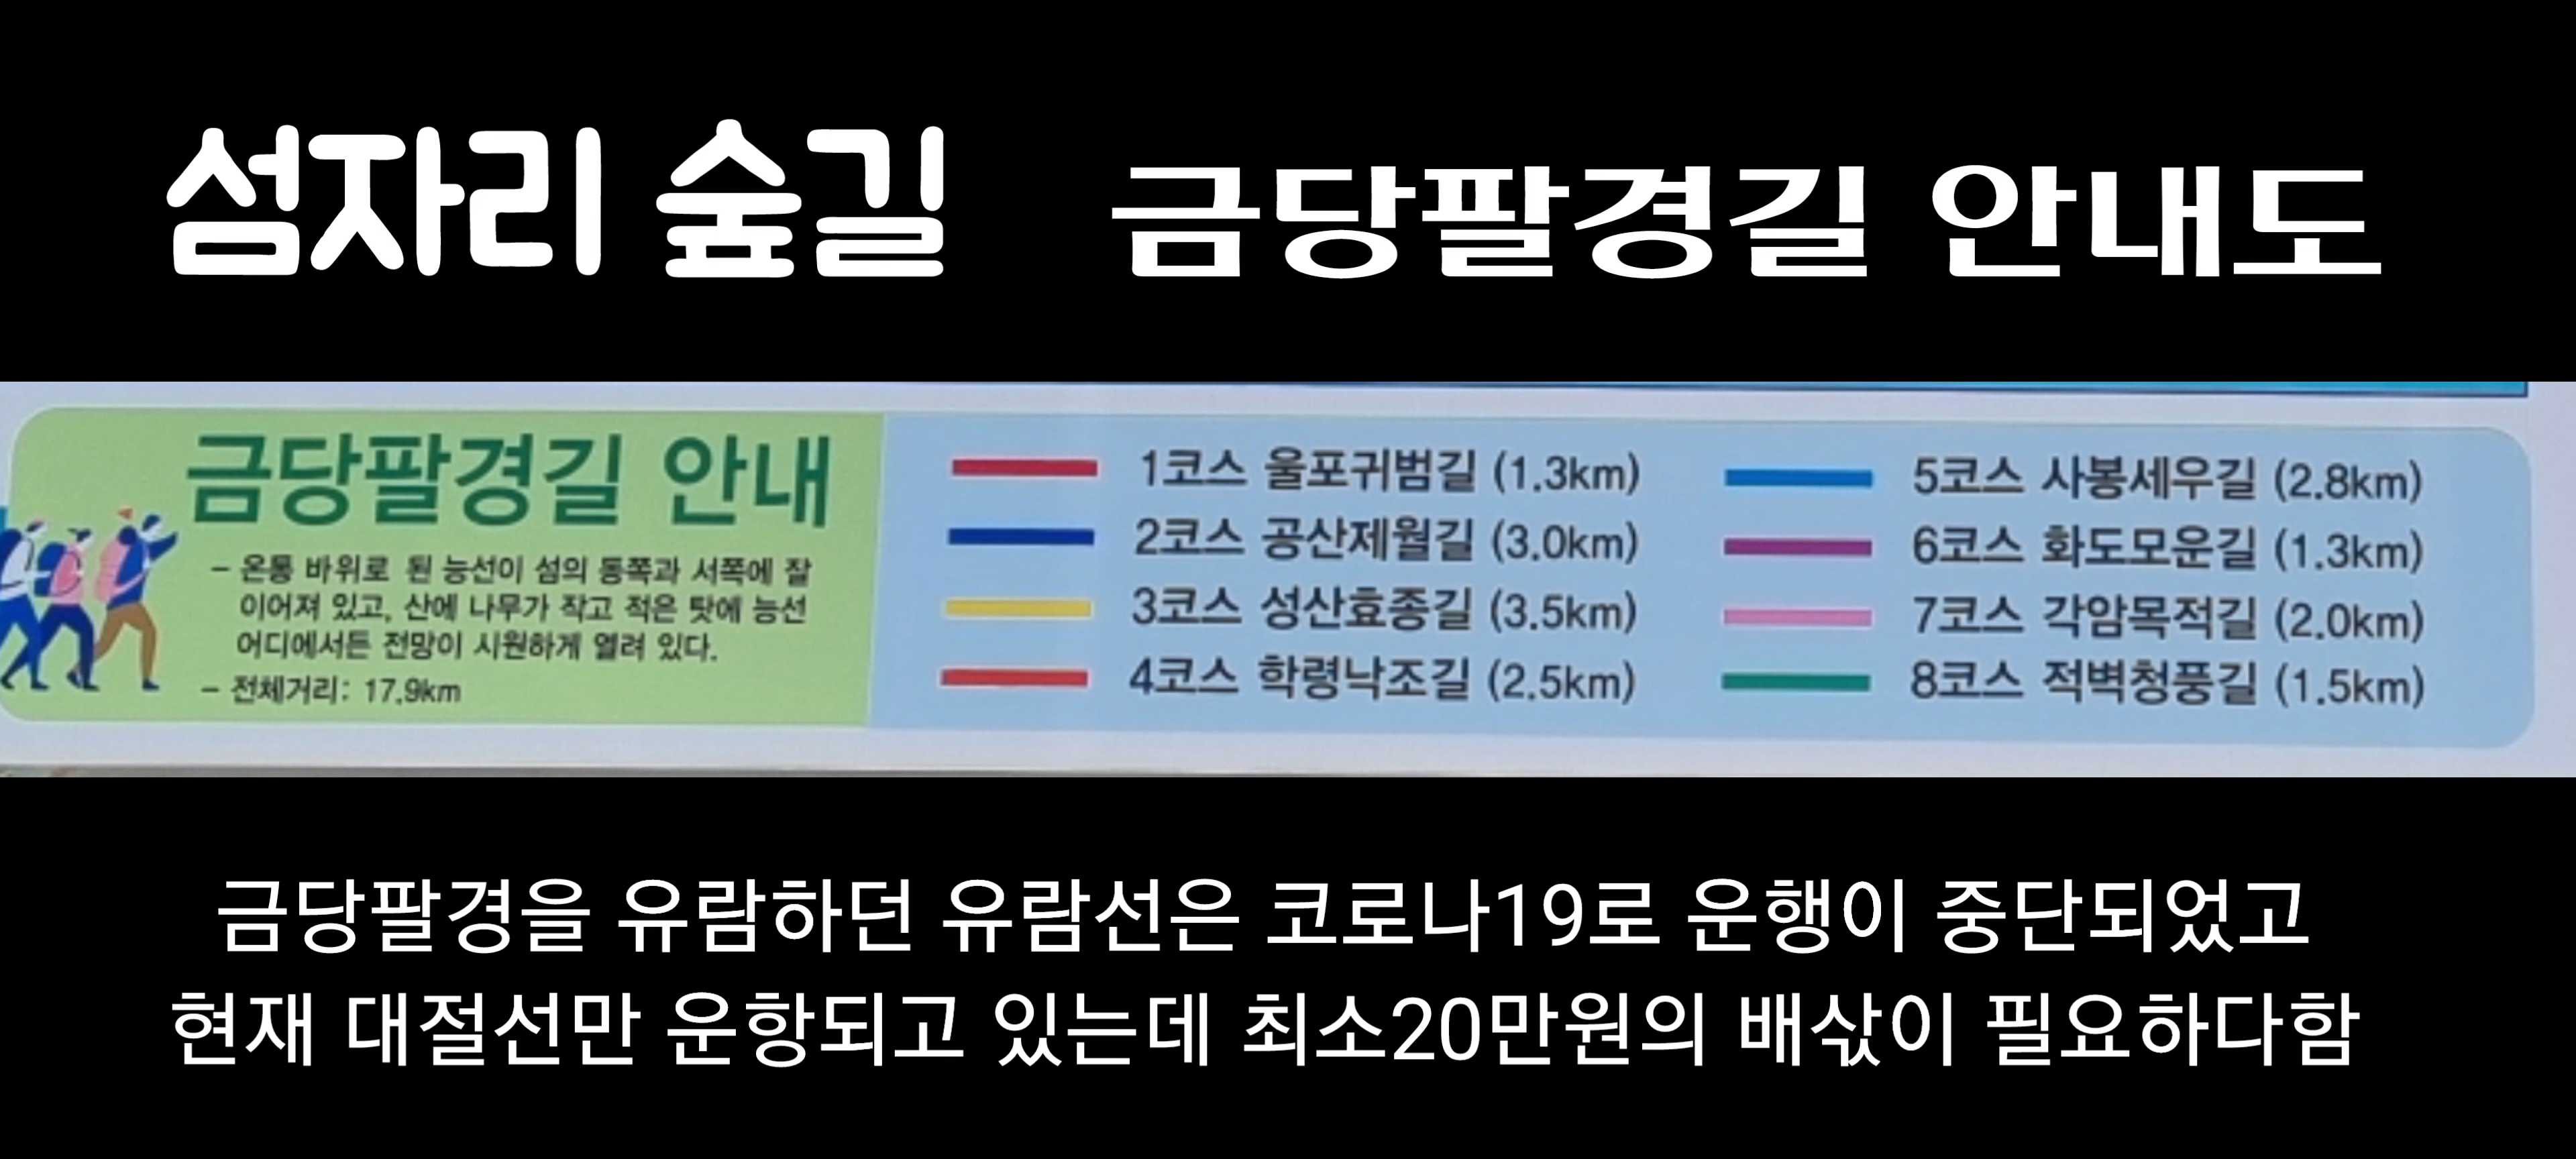 섬자리 숲길 금당팔경길 안내도
금당팔경길 안내
- 온통 바위로 된 능선이 섬의 동쪽과 서쪽에 잘
이어져 있고, 산에 나무가 작고 적은 탓에 능선
어디에서든 전망이 시원하게 열려 있다.
- 전체거리: 17.9km
1코스 울포귀범길 (1.3km)
2코스 공산제월길 (3.0km)
3코스 성산효종길 (3.5km)
4코스 학령낙조길 (2.5km)
5코스 사봉세우길 (2.8km)
6코스 화도모운길 (1.3km)
7코스 각암목적길 (2.0km)
8코스 적벽청풍길 (1.5km)
금당팔경을 유람하던 유람선은 코로나19로 운행이 중단되었고
현재 대절선만 운항되고 있는데 최소20만원의 배삯이 필요하다함